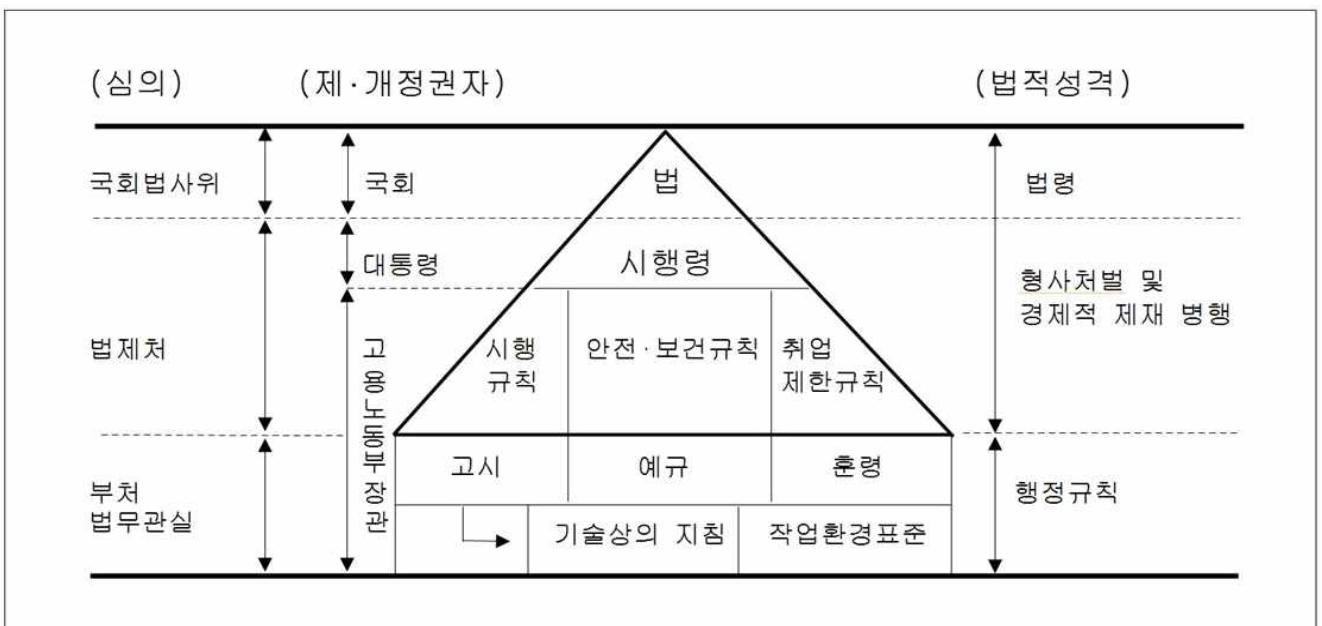 (심의)
(제·개정권자)
(법적성격)
국회법사위
국회
법
법령
대통령
시행령
형사처벌 및
경제적 제재 병행
법제처
고용노동부장관
시행
규칙
안전·보건규칙
취업
제한규칙
고시
예규
훈령
부처
법무관실
행정규칙
기술상의 지침
작업환경표준